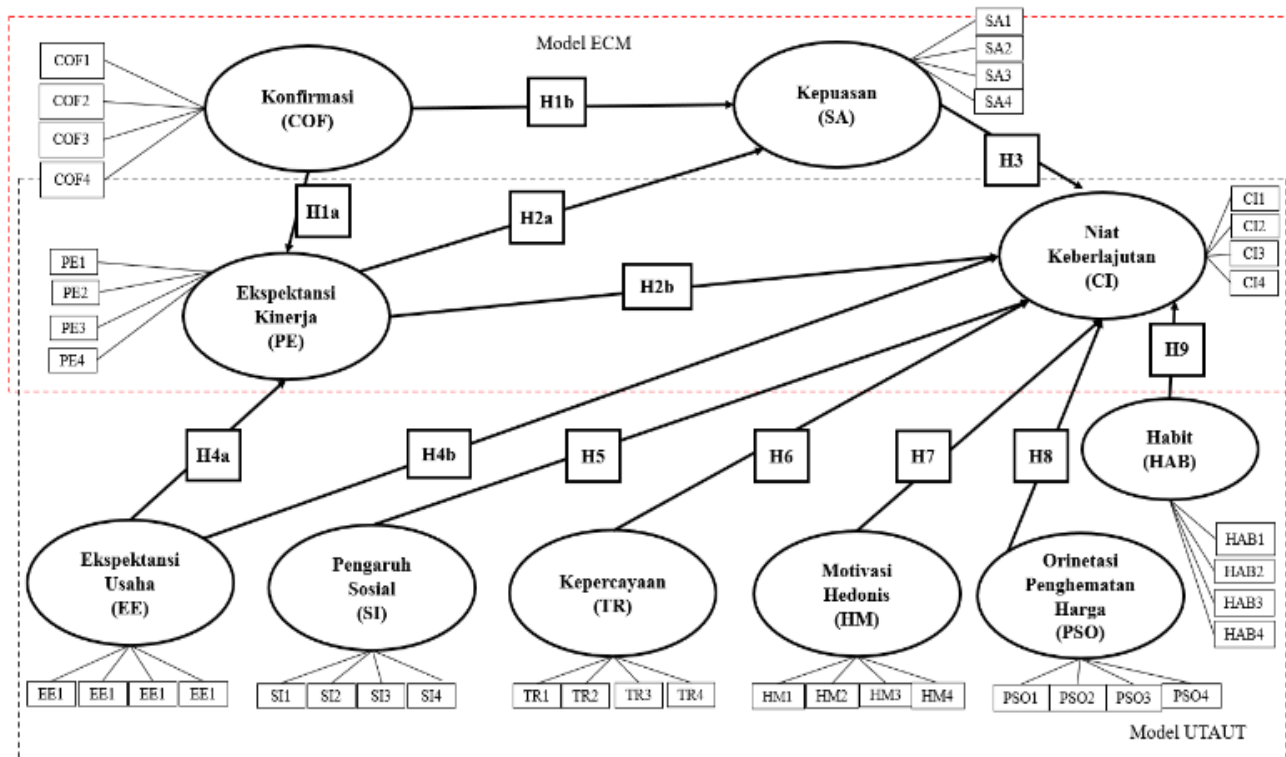 Model ECM
COF1
COF2
COF3
COF4
Konfirmasi
(COF)
H1b
Kepuasan
(SA)
SA1
SA2
SA3
SA4
H3
H1a
H2a
PE1
PE2
PE3
PE4
Ekspektansi
Kinerja
(PE)
H2b
Niat
Keberlajutan
(CI)
CI1
CI2
CI3
CI4
H9
H4a
H4b
H5
H6
H7
H8
Habit
(HAB)
HAB1
HAB2
HAB3
HAB4
Ekspektansi
Usaha
(EE)
Pengaruh
Sosial
(SI)
Kepercayaan
(TR)
Motivasi
Hedonis
(HM)
Orinetasi
Penghematan
Harga
(PSO)
EE1 EE1 EE1 EE1
SI1 SI2 SI3 SI4
TR1 TR2 TR3 TR4
HM1 HM2 HM3 HM4
PSO1 PSO2 PSO3 PSO4
Model UTAUT